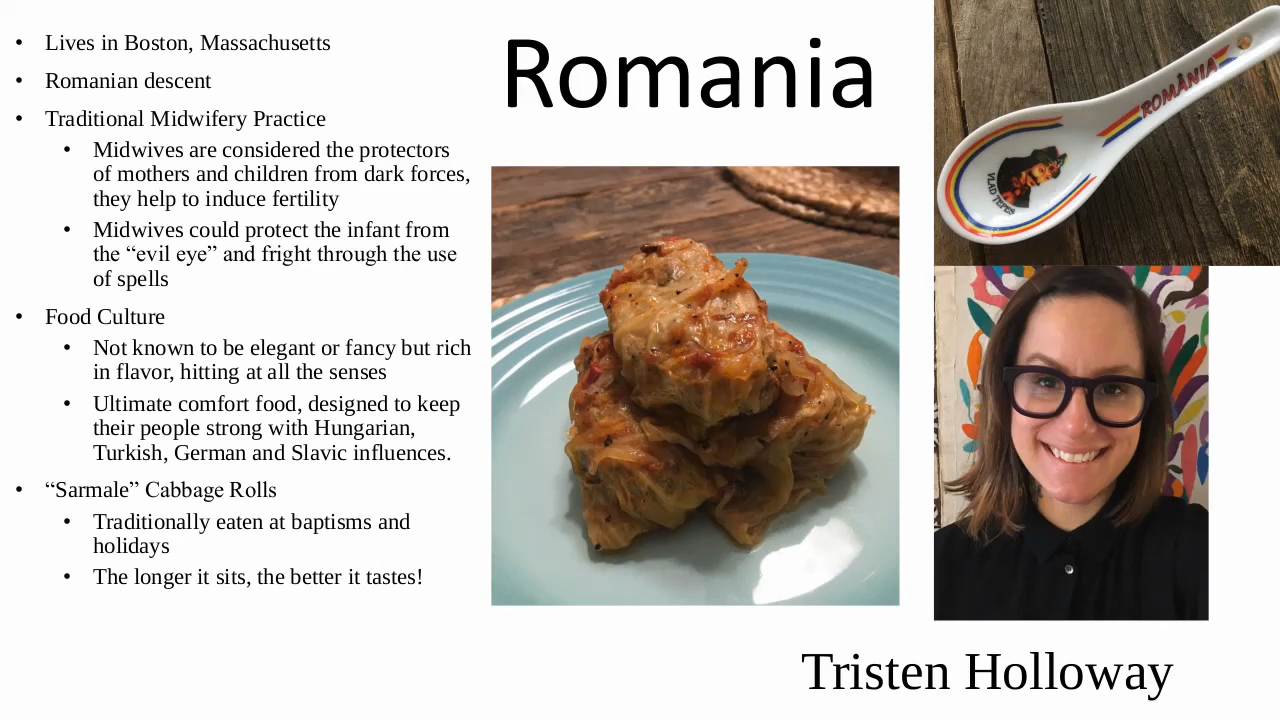 Romania
• Lives in Boston, Massachusetts
• Romanian descent
• Traditional Midwifery Practice
• Midwives are considered the protectors
of mothers and children from dark forces,
they help to induce fertility
• Midwives could protect the infant from
the “evil eye” and fright through the use
of spells
• Food Culture
• Not known to be elegant or fancy but rich
in flavor, hitting at all the senses
• Ultimate comfort food, designed to keep
their people strong with Hungarian,
Turkish, German and Slavic influences.
• “Sarmale” Cabbage Rolls
• Traditionally eaten at baptisms and
holidays
• The longer it sits, the better it tastes!
ROMÂNIA
VLAD TEPES
Tristen Holloway